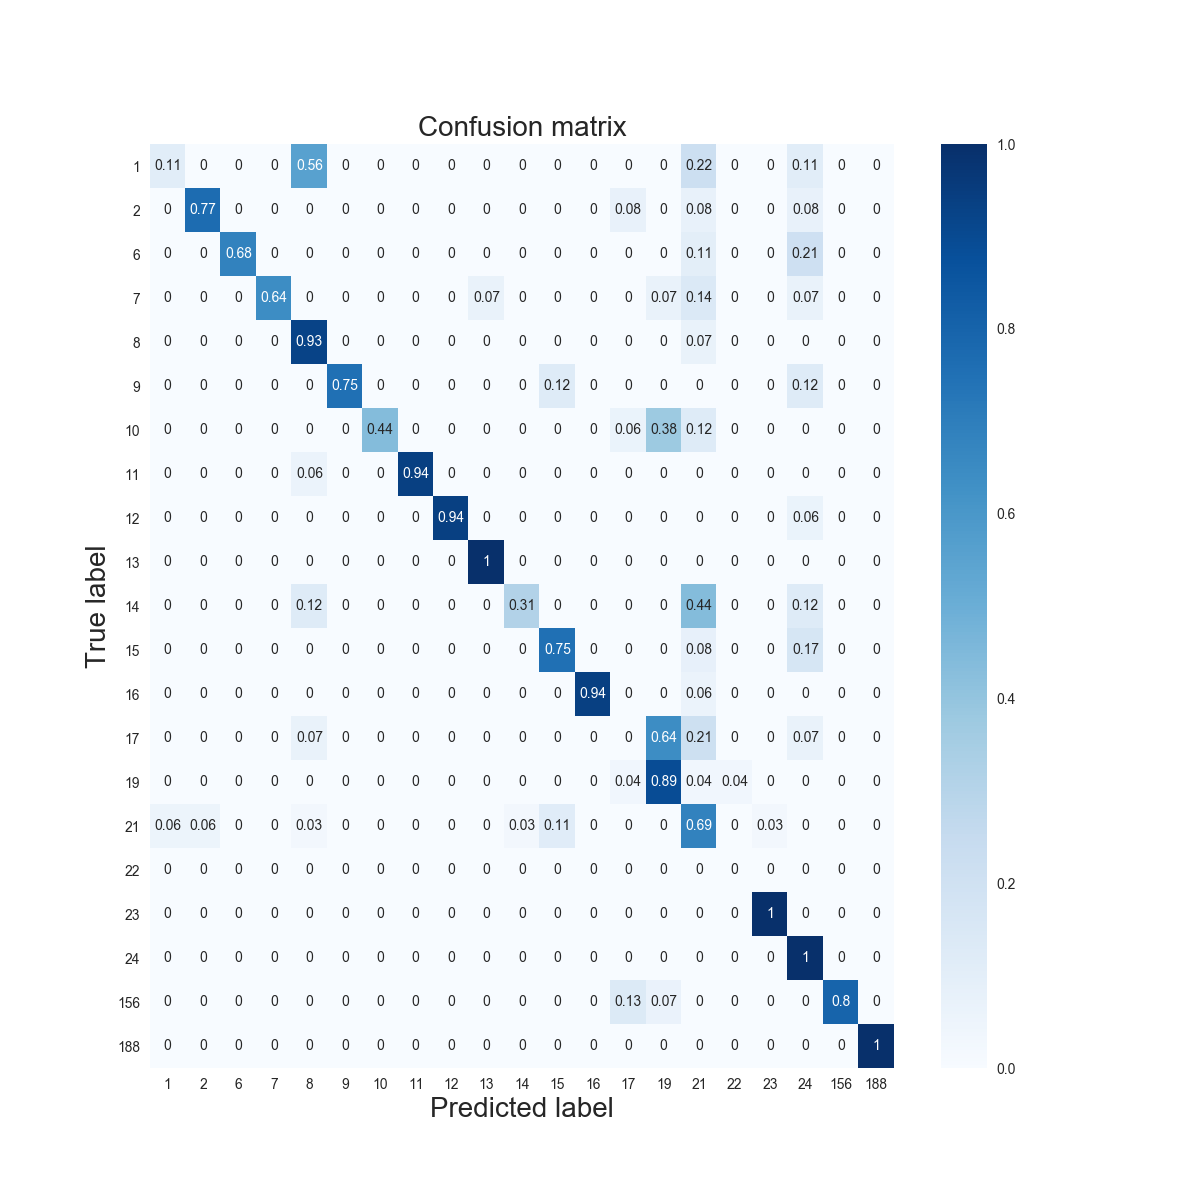 Confusion matrix
1 0.11 0 0 0 0.56 0 0 0 0 0 0 0 0 0 0 0.22 0 0 0.11 0 0
2 0 0.77 0 0 0 0 0 0 0 0 0 0 0 0.08 0 0.08 0 0 0.08 0 0
6 0 0 0.68 0 0 0 0 0 0 0 0 0 0 0 0 0.11 0 0 0.21 0 0
7 0 0 0 0.64 0 0 0 0 0 0.07 0 0 0 0 0.07 0.14 0 0 0.07 0 0
8 0 0 0 0 0.93 0 0 0 0 0 0 0 0 0 0 0.07 0 0 0 0 0
9 0 0 0 0 0 0.75 0 0 0 0 0 0.12 0 0 0 0 0 0 0.12 0 0
10 0 0 0 0 0 0 0.44 0 0 0 0 0 0 0.06 0.38 0.12 0 0 0 0 0
11 0 0 0 0 0.06 0 0 0.94 0 0 0 0 0 0 0 0 0 0 0 0 0
12 0 0 0 0 0 0 0 0 0.94 0 0 0 0 0 0 0 0 0 0.06 0 0
13 0 0 0 0 0 0 0 0 0 1 0 0 0 0 0 0 0 0 0 0 0
14 0 0 0 0 0.12 0 0 0 0 0 0.31 0 0 0 0 0.44 0 0 0.12 0 0
15 0 0 0 0 0 0 0 0 0 0 0 0.75 0 0 0 0.08 0 0 0.17 0 0
16 0 0 0 0 0 0 0 0 0 0 0 0 0.94 0 0 0.06 0 0 0 0 0
17 0 0 0 0 0.07 0 0 0 0 0 0 0 0 0 0.64 0.21 0 0 0.07 0 0
19 0 0 0 0 0 0 0 0 0 0 0 0 0 0.04 0.89 0.04 0.04 0 0 0 0
21 0.06 0.06 0 0 0.03 0 0 0 0 0 0.03 0.11 0 0 0 0.69 0 0.03 0 0 0
22 0 0 0 0 0 0 0 0 0 0 0 0 0 0 0 0 0 0 0 0 0
23 0 0 0 0 0 0 0 0 0 0 0 0 0 0 0 0 0 1 0 0 0
24 0 0 0 0 0 0 0 0 0 0 0 0 0 0 0 0 0 0 1 0 0
156 0 0 0 0 0 0 0 0 0 0 0 0 0 0.13 0.07 0 0 0 0 0.8 0
188 0 0 0 0 0 0 0 0 0 0 0 0 0 0 0 0 0 0 0 0 1
1 2 6 7 8 9 10 11 12 13 14 15 16 17 19 21 22 23 24 156 188
Predicted label
True label
1.0
0.8
0.6
0.4
0.2
0.0